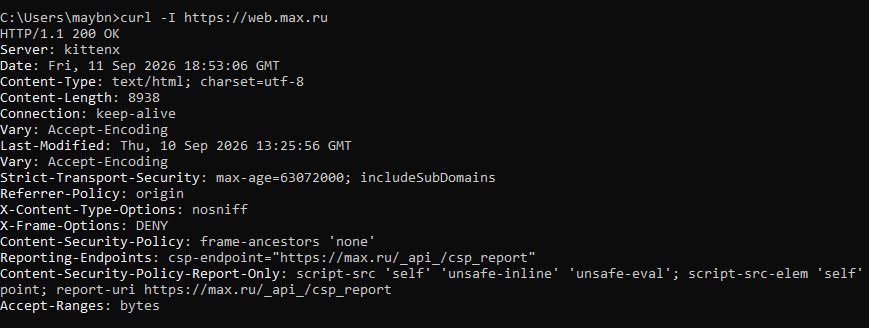 C:\Users\maybn>curl -I https://web.max.ru
HTTP/1.1 200 OK
Server: kittenx
Date: Fri, 11 Sep 2026 18:53:06 GMT
Content-Type: text/html; charset=utf-8
Content-Length: 8938
Connection: keep-alive
Vary: Accept-Encoding
Last-Modified: Thu, 10 Sep 2026 13:25:56 GMT
Vary: Accept-Encoding
Strict-Transport-Security: max-age=63072000; includeSubDomains
Referrer-Policy: origin
X-Content-Type-Options: nosniff
X-Frame-Options: DENY
Content-Security-Policy: frame-ancestors 'none'
Reporting-Endpoints: csp-endpoint="https://max.ru/_api_/csp_report"
Content-Security-Policy-Report-Only: script-src 'self' 'unsafe-inline' 'unsafe-eval'; script-src-elem 'self'
point; report-uri https://max.ru/_api_/csp_report
Accept-Ranges: bytes